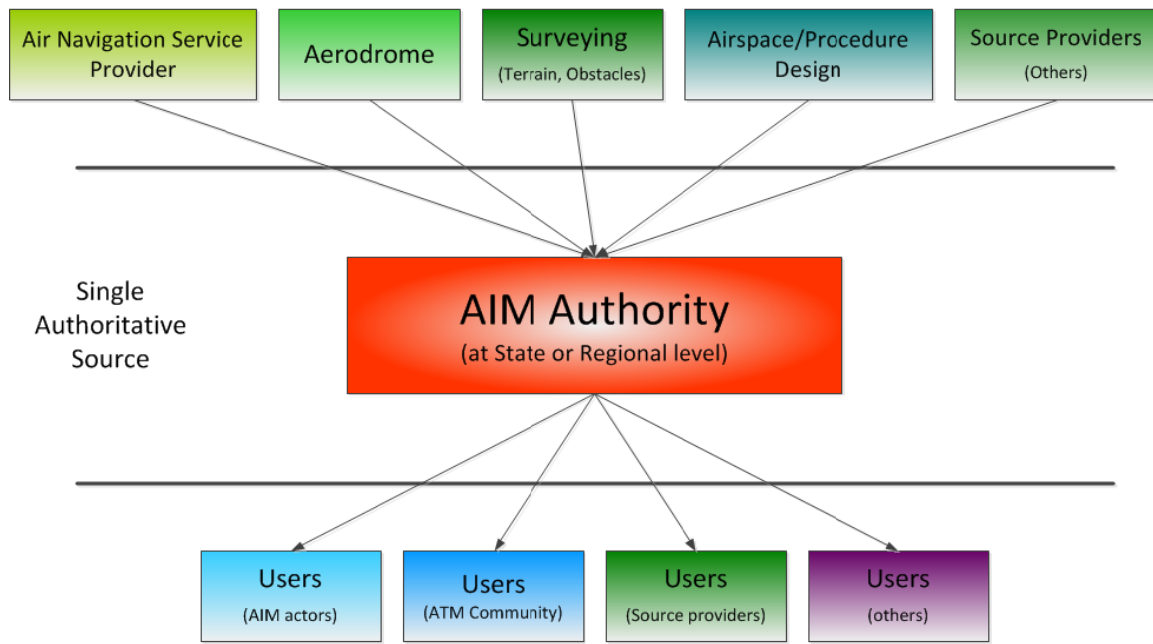 Air Navigation Service
Provider
Aerodrome
Surveying
(Terrain, Obstacles)
Airspace/Procedure
Design
Source Providers
(Others)
Single
Authoritative
Source
AIM Authority
(at State or Regional level)
Users
(AIM actors)
Users
(ATM Community)
Users
(Source providers)
Users
(others)